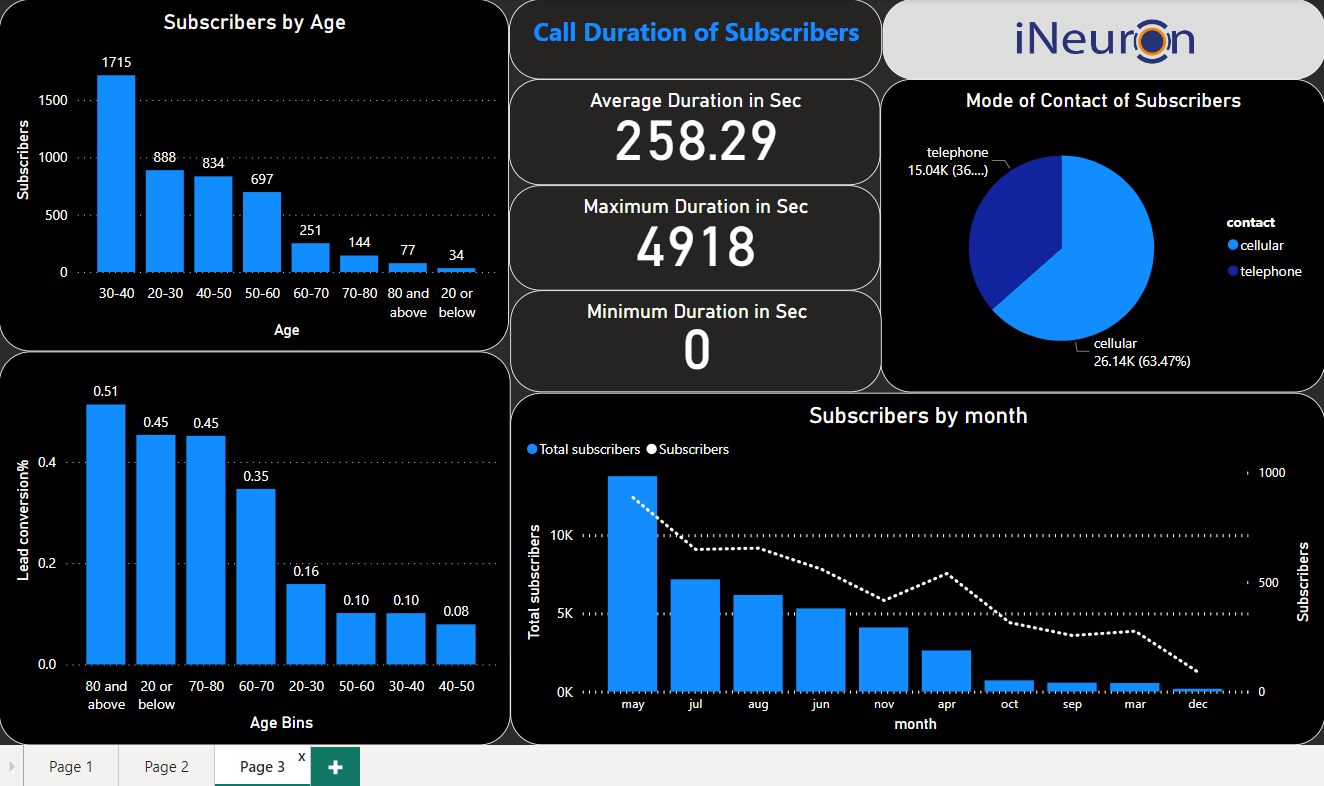 Subscribers by Age
Subscribers
1500
1000
500
0
1715
888
834
697
251
144
77
34
30-40
20-30
40-50
50-60
60-70
70-80
80 and
above
20 or
below
Age
Lead conversion%
0.4
0.2
0.0
0.51
0.45
0.45
0.35
0.16
0.10
0.10
0.08
80 and
above
20 or
below
70-80
60-70
20-30
50-60
30-40
40-50
Age Bins
Call Duration of Subscribers
Average Duration in Sec
258.29
Maximum Duration in Sec
4918
Minimum Duration in Sec
0
iNeuron
Mode of Contact of Subscribers
telephone
15.04K (36....)
cellular
26.14K (63.47%)
contact
cellular
telephone
Subscribers by month
Total subscribers
Subscribers
Total subscribers
10K
5K
0K
1000
500
0
Subscribers
may
jul
aug
jun
nov
apr
oct
sep
mar
dec
month
Page 1
Page 2
Page 3
x
+